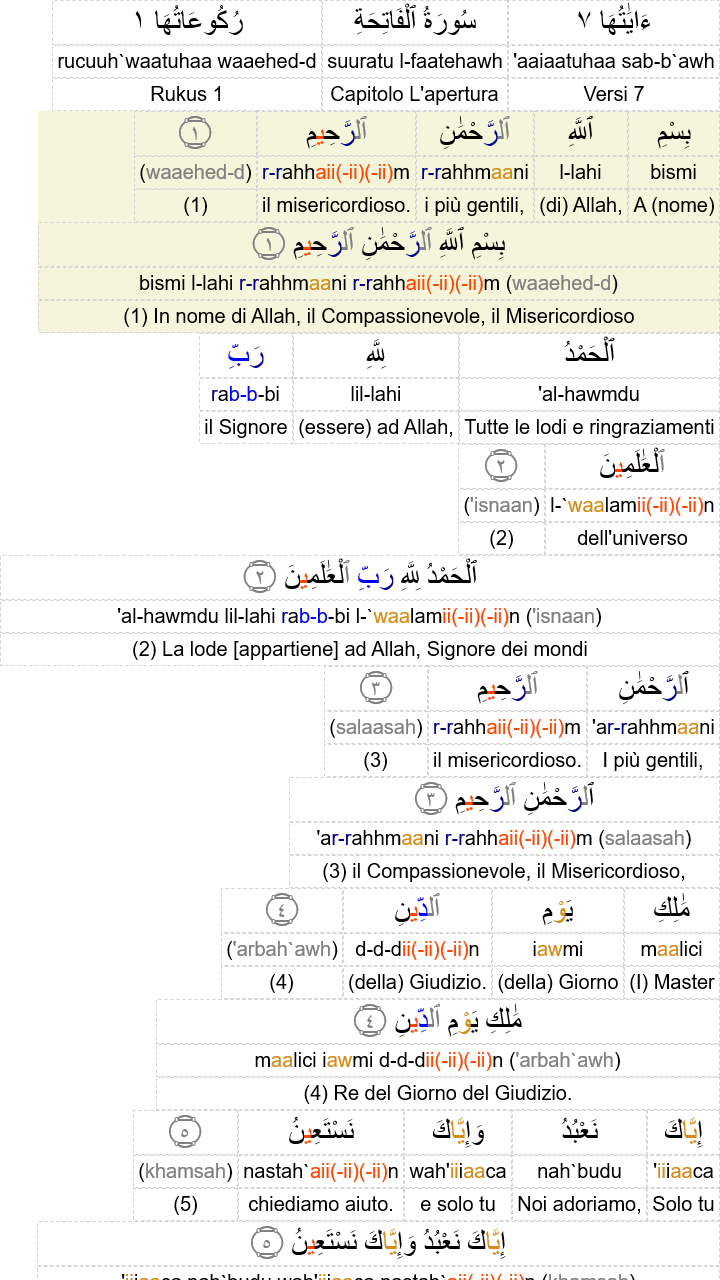 ءَايَٰتُهَا ٧ سُورَةُ ٱلْفَاتِحَةِ رُكُوعَاتُهَا ١
'aaiaatuhaa sab-b`awh suuratu l-faatehawh rucuuh`waatuhaa waaehed-d
Versi 7 Capitolo L'apertura Rukus 1
بِسْمِ ٱللَّهِ ٱلرَّحْمَٰنِ ٱلرَّحِيمِ ١
bismi l-lahi r-rahhmaani r-rahhaii(-ii)(-ii)m (waaehed-d)
A (nome) (di) Allah, i più gentili, il misericordioso. (1)
بِسْمِ ٱللَّهِ ٱلرَّحْمَٰنِ ٱلرَّحِيمِ ١
bismi l-lahi r-rahhmaani r-rahhaii(-ii)(-ii)m (waaehed-d)
(1) In nome di Allah, il Compassionevole, il Misericordioso
ٱلْحَمْدُ لِلَّهِ رَبِّ
'al-hawmdu lil-lahi rab-b-bi
Tutte le lodi e ringraziamenti (essere) ad Allah, il Signore
ٱلْعَٰلَمِينَ ٢
l-`waalamii(-ii)(-ii)n ('isnaan)
dell'universo (2)
ٱلْحَمْدُ لِلَّهِ رَبِّ ٱلْعَٰلَمِينَ ٢
'al-hawmdu lil-lahi rab-b-bi l-`waalamii(-ii)(-ii)n ('isnaan)
(2) La lode [appartiene] ad Allah, Signore dei mondi
ٱلرَّحْمَٰنِ ٱلرَّحِيمِ ٣
'ar-rahhmaani r-rahhaii(-ii)(-ii)m (salaasah)
I più gentili, il misericordioso. (3)
ٱلرَّحْمَٰنِ ٱلرَّحِيمِ ٣
'ar-rahhmaani r-rahhaii(-ii)(-ii)m (salaasah)
(3) il Compassionevole, il Misericordioso,
مَٰلِكِ يَوْمِ ٱلدِّينِ ٤
maalici iawmi d-d-dii(-ii)(-ii)n ('arbah`awh)
(I) Master (della) Giorno (della) Giudizio. (4)
مَٰلِكِ يَوْمِ ٱلدِّينِ ٤
maalici iawmi d-d-dii(-ii)(-ii)n ('arbah`awh)
(4) Re del Giorno del Giudizio.
إِيَّاكَ نَعْبُدُ وَإِيَّاكَ نَسْتَعِينُ ٥
'iiiaaca nah`budu wah'iiiaaca nastah`aii(-ii)(-ii)n (khamsah)
Solo tu Noi adoriamo, e solo tu chiediamo aiuto. (5)
إِيَّاكَ نَعْبُدُ وَإِيَّاكَ نَسْتَعِينُ ٥
'iiiaaca nah`budu wah'iiiaaca nastah`aii(-ii)(-ii)n (khamsah)